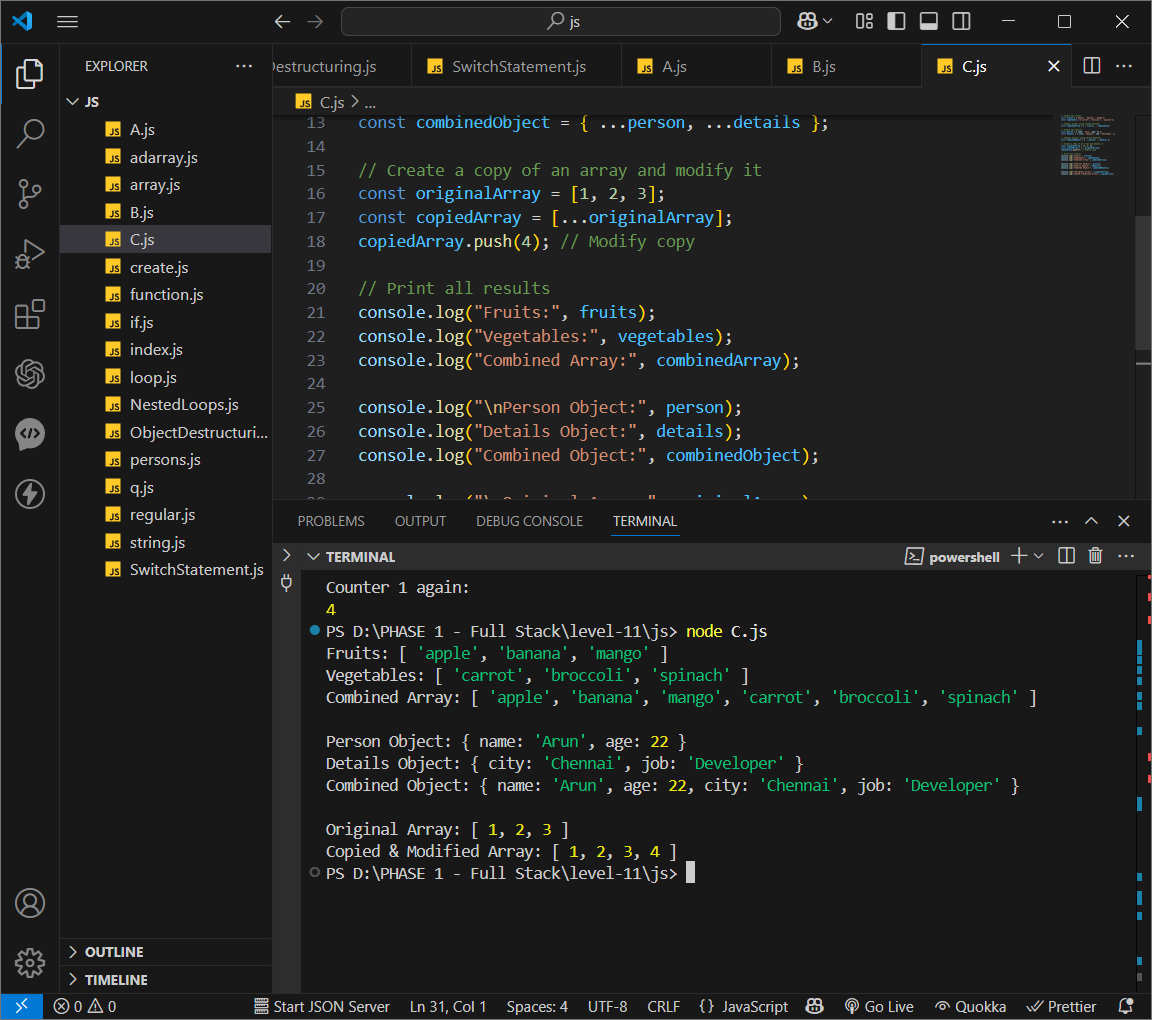 js
EXPLORER
JS
A.js
adarray.js
array.js
B.js
C.js
create.js
function.js
if.js
index.js
loop.js
NestedLoops.js
ObjectDestructuri...
persons.js
q.js
regular.js
string.js
SwitchStatement.js
OUTLINE
TIMELINE
Destructuring.js
JS SwitchStatement.js
JS A.js
JS B.js
JS C.js
JS C.js > ...
13 const combinedObject = { ...person, ...details };
14
15 // Create a copy of an array and modify it
16 const originalArray = [1, 2, 3];
17 const copiedArray = [...originalArray];
18 copiedArray.push(4); // Modify copy
19
20 // Print all results
21 console.log("Fruits:", fruits);
22 console.log("Vegetables:", vegetables);
23 console.log("Combined Array:", combinedArray);
24
25 console.log("\nPerson Object:", person);
26 console.log("Details Object:", details);
27 console.log("Combined Object:", combinedObject);
28
PROBLEMS OUTPUT DEBUG CONSOLE TERMINAL
TERMINAL
powershell
Counter 1 again:
4
PS D:\PHASE 1 - Full Stack\level-11\js> node C.js
Fruits: [ 'apple', 'banana', 'mango' ]
Vegetables: [ 'carrot', 'broccoli', 'spinach' ]
Combined Array: [ 'apple', 'banana', 'mango', 'carrot', 'broccoli', 'spinach' ]

Person Object: { name: 'Arun', age: 22 }
Details Object: { city: 'Chennai', job: 'Developer' }
Combined Object: { name: 'Arun', age: 22, city: 'Chennai', job: 'Developer' }

Original Array: [ 1, 2, 3 ]
Copied & Modified Array: [ 1, 2, 3, 4 ]
PS D:\PHASE 1 - Full Stack\level-11\js>
0 0 Start JSON Server Ln 31, Col 1 Spaces: 4 UTF-8 CRLF {} JavaScript Go Live Quokka Prettier